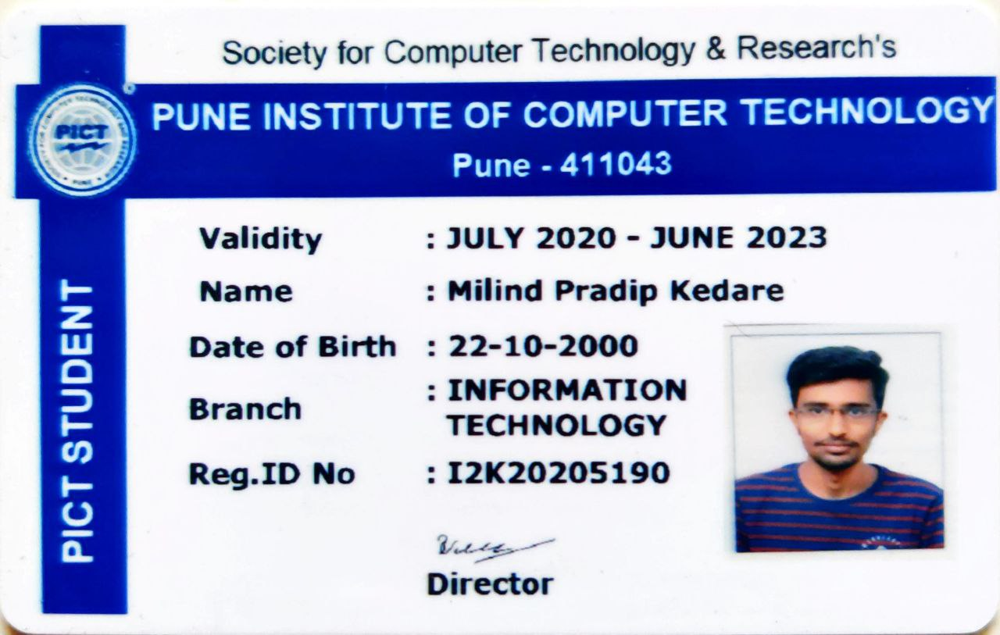 Society for Computer Technology & Research's
PUNE INSTITUTE OF COMPUTER TECHNOLOGY
Pune - 411043
PICT
PUNE
PICT STUDENT
Validity : JULY 2020 - JUNE 2023
Name : Milind Pradip Kedare
Date of Birth : 22-10-2000
Branch : INFORMATION
TECHNOLOGY
Reg.ID No : I2K20205190
Director